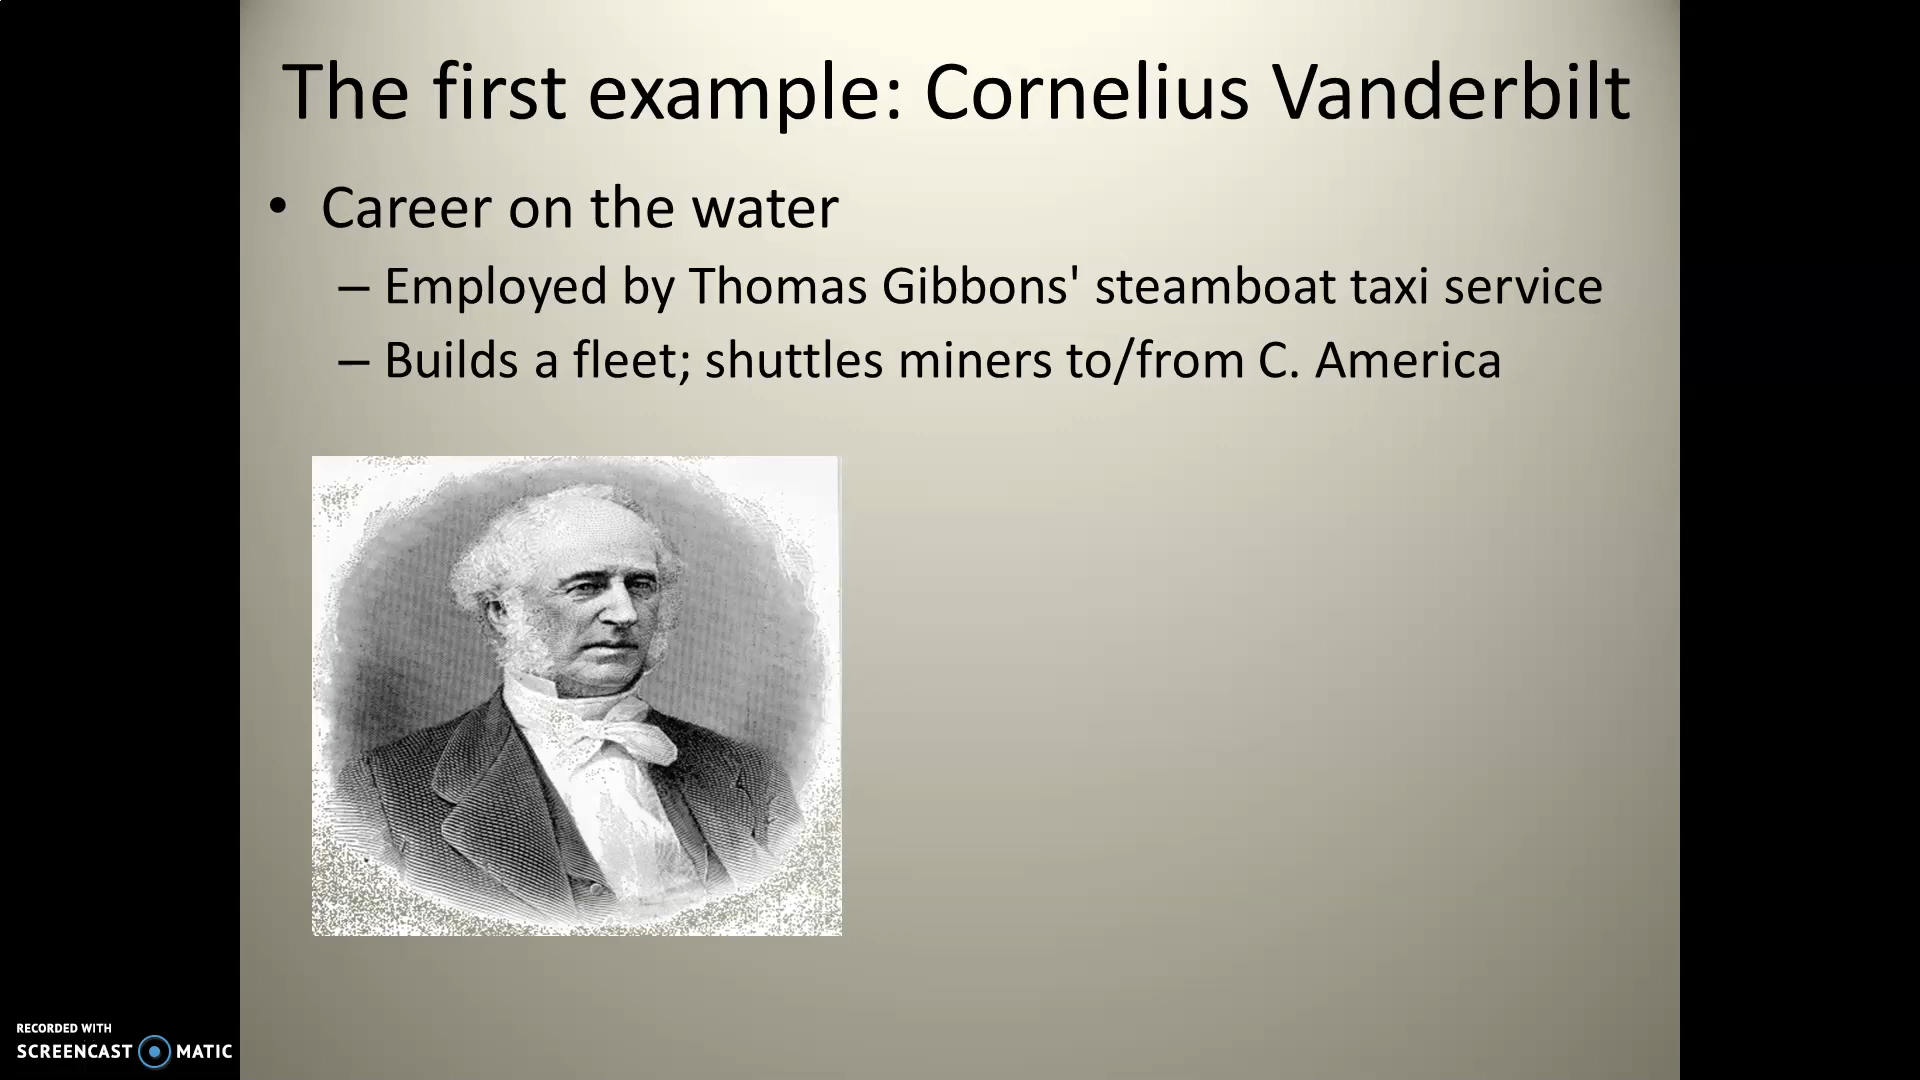 The first example: Cornelius Vanderbilt
• Career on the water
– Employed by Thomas Gibbons' steamboat taxi service
– Builds a fleet; shuttles miners to/from C. America
RECORDED WITH
SCREENCAST MATIC